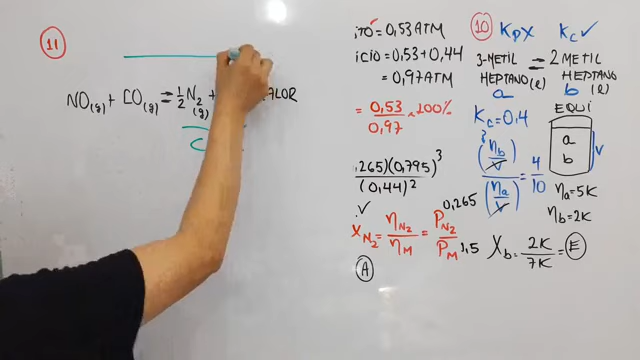 11
NO(g) + CO(g) ⇌ 1/2 N2(g) +
C
iTO = 0,53 ATM
iCIO = 0,53 + 0,44
= 0,97 ATM
= 0,53/0,97 × 100%
,265)(0,795)^3
(0,44)^2
✓
0,265
X N2 = n N2/n M = P N2/P M 1,5
A
10 Kp X Kc ✓
3-METIL HEPTANO(l) ⇌ 2 METIL HEPTANO(l)
a b
Kc = 0,4
EQUI
a
b
V
(nb/V)/(na/V) = 4/10
na = 5K
nb = 2K
Xb = 2K/7K = E